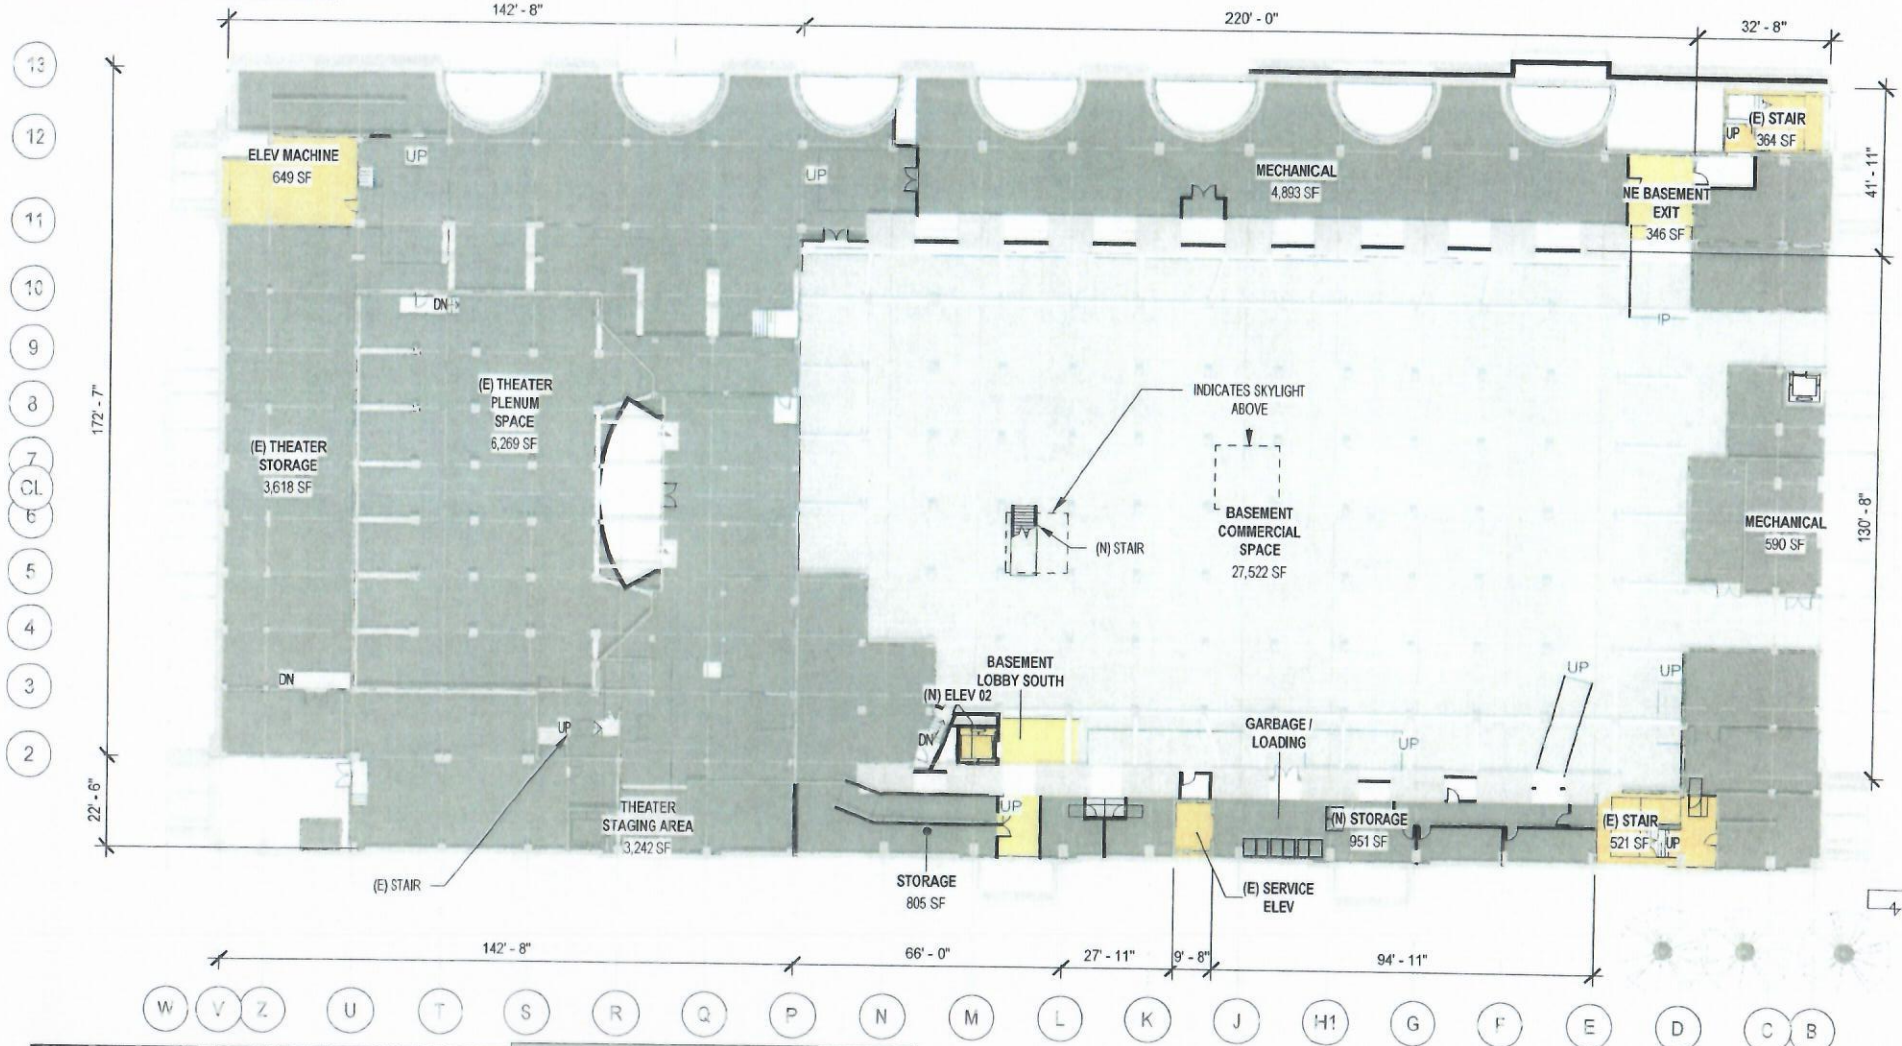 142' - 8"
220' - 0"
32' - 8"
13
12
11
10
9
8
7
CL
6
5
4
3
2
172' - 7"
22' - 6"
41' - 11"
130' - 8"
ELEV MACHINE
649 SF
UP
UP
MECHANICAL
4,893 SF
(E) STAIR
364 SF
UP
NE BASEMENT
EXIT
346 SF
DN
(E) THEATER
PLENUM
SPACE
6,269 SF
(E) THEATER
STORAGE
3,618 SF
INDICATES SKYLIGHT
ABOVE
BASEMENT
COMMERCIAL
SPACE
27,522 SF
(N) STAIR
MECHANICAL
590 SF
DN
UP
(E) STAIR
BASEMENT
LOBBY SOUTH
(N) ELEV 02
DN
GARBAGE /
LOADING
UP
UP
UP
UP
THEATER
STAGING AREA
3,242 SF
STORAGE
805 SF
(N) STORAGE
951 SF
(E) STAIR
521 SF
UP
(E) SERVICE
ELEV
142' - 8"
66' - 0"
27' - 11"
9' - 8"
94' - 11"
W
V
Z
U
T
S
R
Q
P
N
M
L
K
J
H1
G
F
E
D
C
B